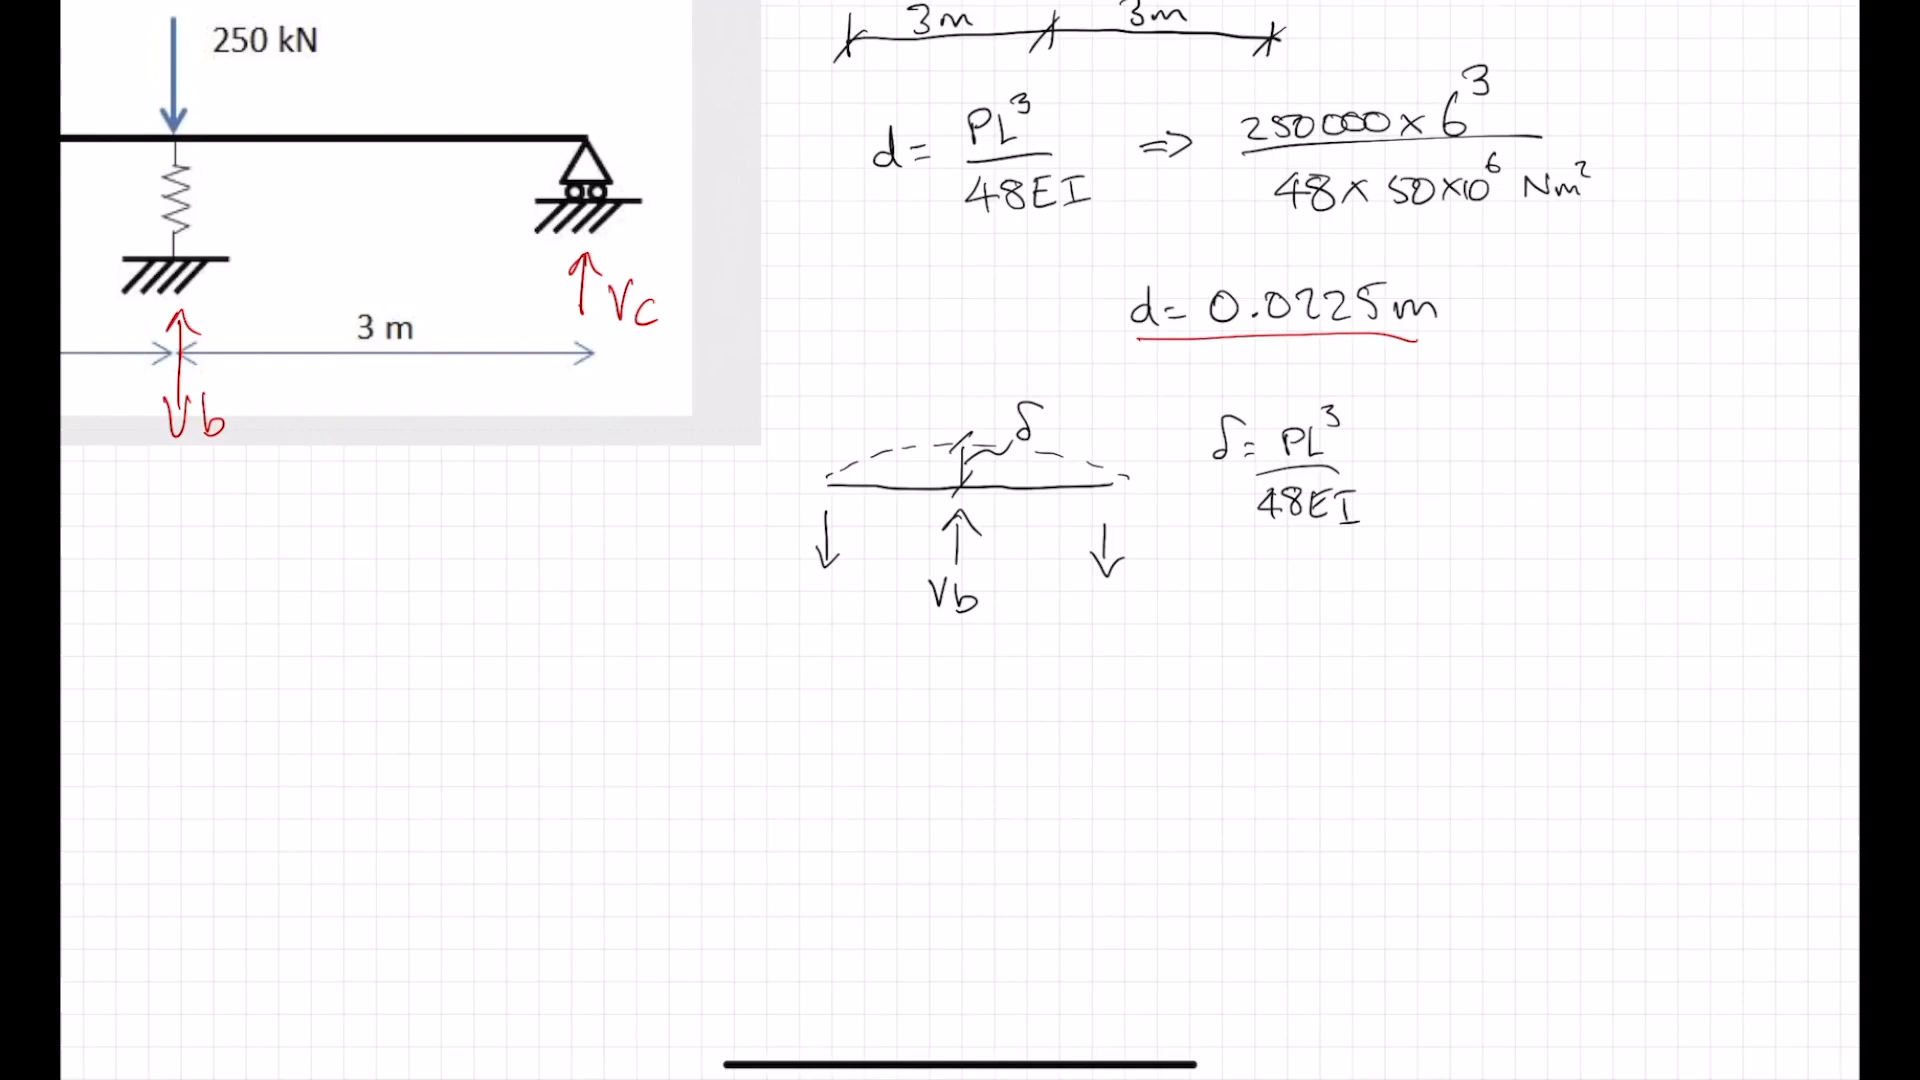 250 kN
3 m
Vb
Vc
3m 3m
d = PL³ / 48EI => 250000 × 6³ / 48 × 50×10⁶ Nm²
d = 0.0225m
δ
δ = PL³ / 48EI
Vb